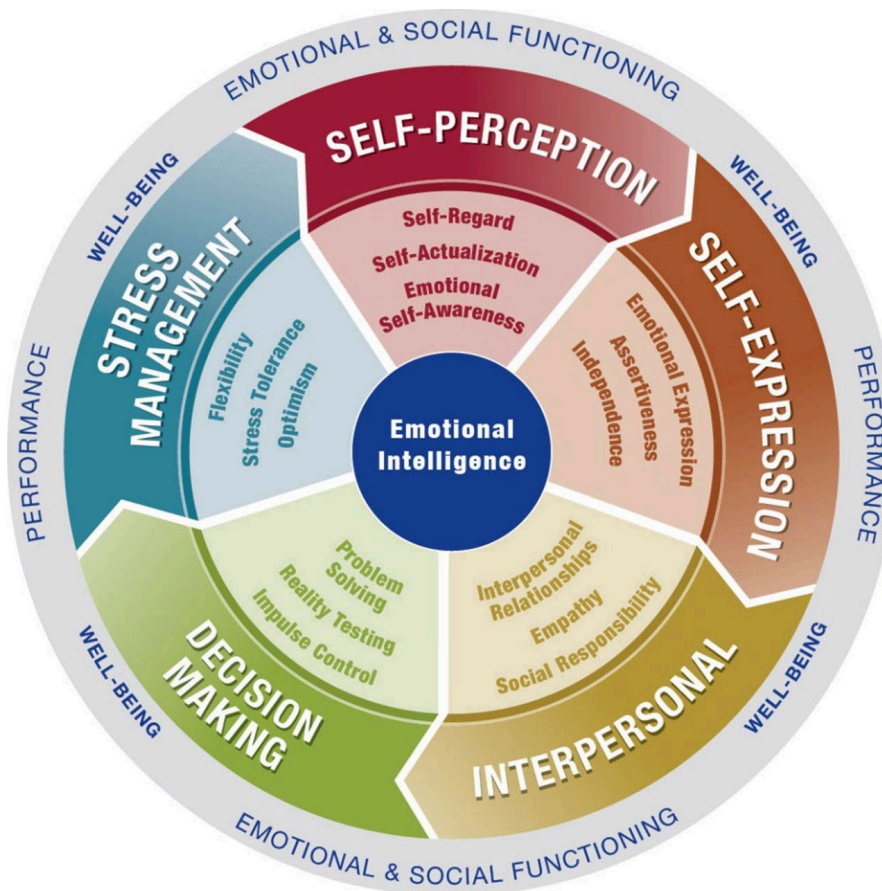 EMOTIONAL & SOCIAL FUNCTIONING
WELL-BEING
WELL-BEING
PERFORMANCE
PERFORMANCE
WELL-BEING
WELL-BEING
EMOTIONAL & SOCIAL FUNCTIONING
SELF-PERCEPTION
Self-Regard
Self-Actualization
Emotional
Self-Awareness
SELF-EXPRESSION
Emotional Expression
Assertiveness
Independence
INTERPERSONAL
Interpersonal
Relationships
Empathy
Social Responsibility
DECISION
MAKING
Problem
Solving
Reality Testing
Impulse Control
STRESS
MANAGEMENT
Flexibility
Stress Tolerance
Optimism
Emotional
Intelligence